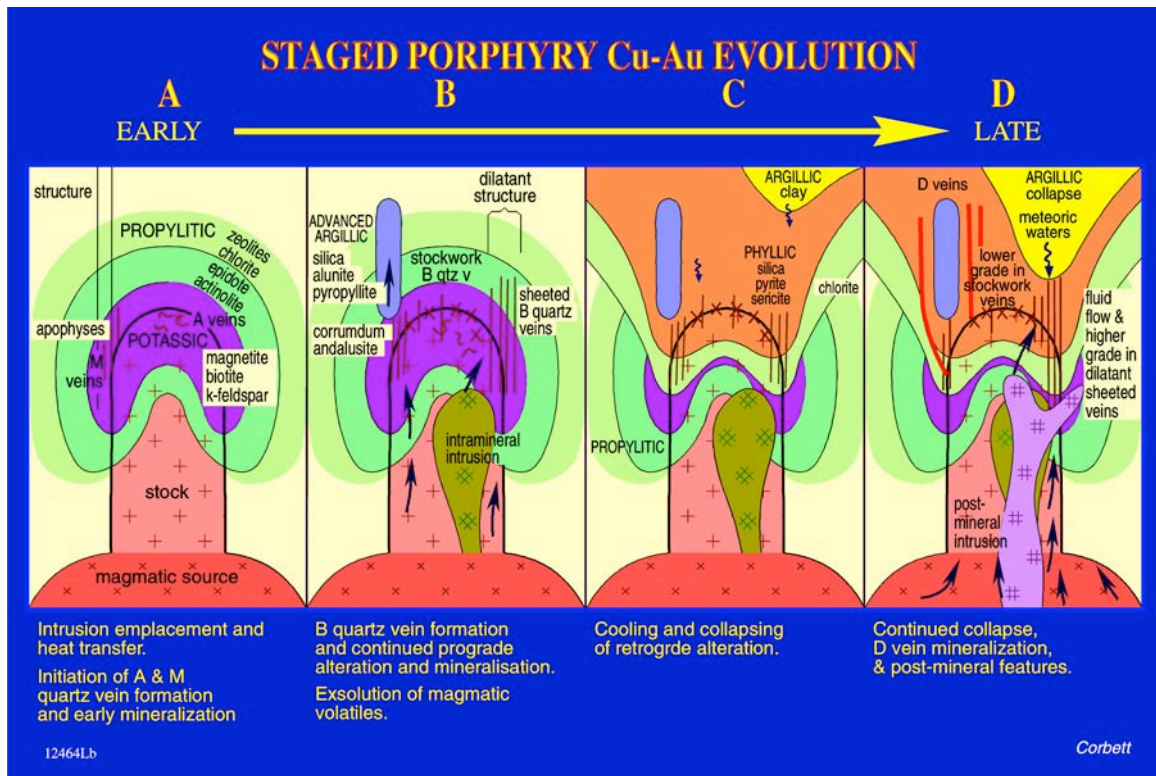 STAGED PORPHYRY Cu-Au EVOLUTION
A
B
C
D
EARLY
LATE
structure
PROPYLITIC
zeolites
chlorite
epidote
actinolite
apophyses
A veins
POTASSIC
M
veins
magnetite
biotite
k-feldspar
stock
magmatic source
dilatant
structure
ADVANCED
ARGILLIC
silica
alunite
pyropyllite
stockwork
B qtz v
sheeted
B quartz
veins
corrumdum
andalusite
intramineral
intrusion
ARGILLIC
clay
PHYLLIC
silica
pyrite
sericite
chlorite
PROPYLITIC
D veins
ARGILLIC
collapse
meteoric
waters
lower
grade in
stockwork
veins
fluid
flow &
higher
grade in
dilatant
sheeted
veins
post-
mineral
intrusion
Intrusion emplacement and
heat transfer.
Initiation of A & M
quartz vein formation
and early mineralization
B quartz vein formation
and continued prograde
alteration and mineralisation.
Exsolution of magmatic
volatiles.
Cooling and collapsing
of retrogrde alteration.
Continued collapse,
D vein mineralization,
& post-mineral features.
12464Lb
Corbett